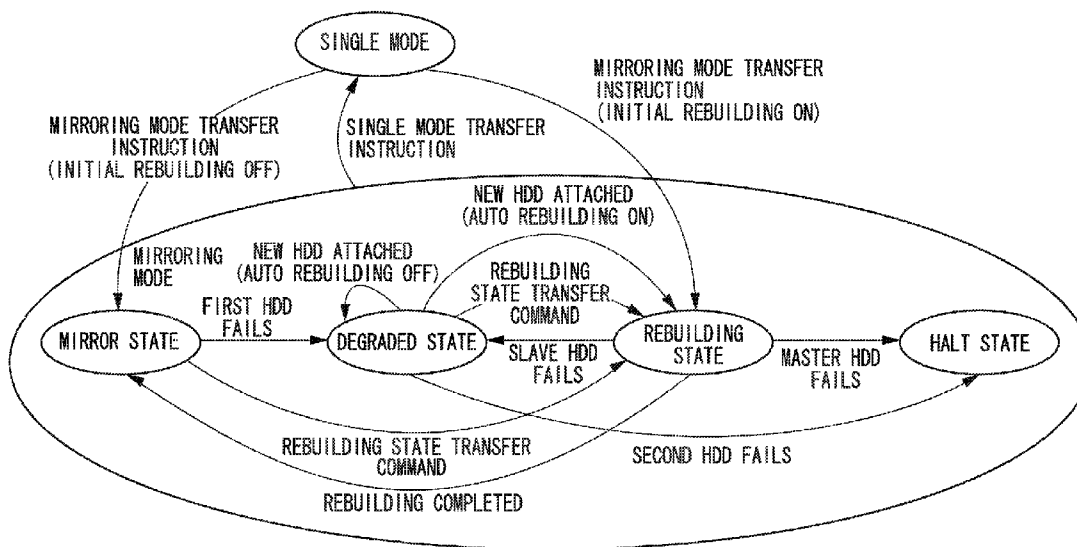 SINGLE MODE
MIRRORING MODE TRANSFER
INSTRUCTION
(INITIAL REBUILDING OFF)
SINGLE MODE TRANSFER
INSTRUCTION
MIRRORING MODE TRANSFER
INSTRUCTION
(INITIAL REBUILDING ON)
NEW HDD ATTACHED
(AUTO REBUILDING ON)
MIRRORING
MODE
NEW HDD ATTACHED
(AUTO REBUILDING OFF)
REBUILDING
STATE TRANSFER
COMMAND
FIRST HDD
FAILS
MIRROR STATE
DEGRADED STATE
SLAVE HDD
FAILS
REBUILDING
STATE
MASTER HDD
FAILS
HALT STATE
REBUILDING STATE TRANSFER
COMMAND
SECOND HDD FAILS
REBUILDING COMPLETED